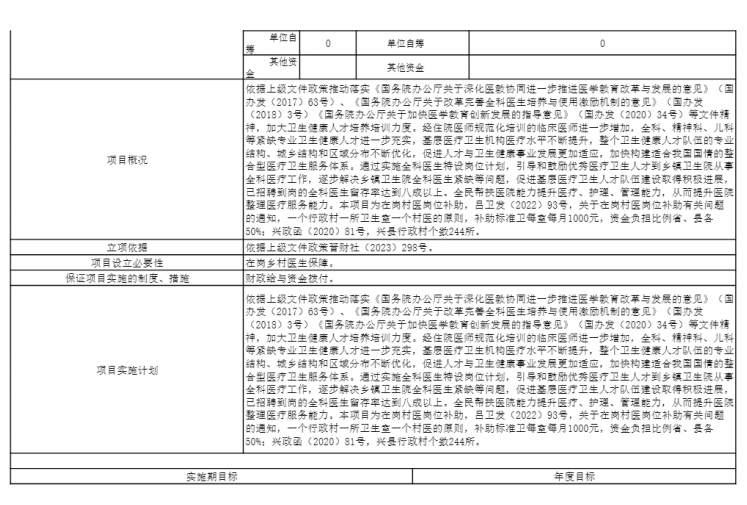 单位自筹 0 单位自筹 0
其他资金 其他资金
项目概况
依据上级文件政策推动落实《国务院办公厅关于深化医教协同进一步推进医学教育改革与发展的意见》（国
办发〔2017〕63号）、《国务院办公厅关于改革完善全科医生培养与使用激励机制的意见》（国办发
〔2018〕3号）《国务院办公厅关于加快医学教育创新发展的指导意见》（国办发〔2020〕34号）等文件精
神，加大卫生健康人才培养培训力度。经住院医师规范化培训的临床医师进一步增加，全科、精神科、儿科
等紧缺专业卫生健康人才进一步充实，基层医疗卫生机构医疗水平不断提升，整个卫生健康人才队伍的专业
结构、城乡结构和区域分布不断优化，促进人才与卫生健康事业发展更加适应，加快构建适合我国国情的整
合型医疗卫生服务体系。通过实施全科医生特设岗位计划，引导和鼓励优秀医疗卫生人才到乡镇卫生院从事
全科医疗工作，逐步解决乡镇卫生院全科医生紧缺等问题，促进基层医疗卫生人才队伍建设取得积极进展，
已招聘到岗的全科医生留存率达到八成以上。全民帮扶医院能力提升医疗、护理、管理能力，从而提升医院
整理医疗服务能力。本项目为在岗村医岗位补助，吕卫发〔2022〕93号，关于在岗村医岗位补助有关问题
的通知，一个行政村一所卫生室一个村医的原则，补助标准卫每室每月1000元，资金负担比例省、县各
50%；兴政函〔2020〕81号，兴县行政村个数244所。
立项依据 依据上级文件政策晋财社〔2023〕298号。
项目设立必要性 在岗乡村医生保障。
保证项目实施的制度、措施 财政给与资金拨付。
项目实施计划
依据上级文件政策推动落实《国务院办公厅关于深化医教协同进一步推进医学教育改革与发展的意见》（国
办发〔2017〕63号）、《国务院办公厅关于改革完善全科医生培养与使用激励机制的意见》（国办发
〔2018〕3号）《国务院办公厅关于加快医学教育创新发展的指导意见》（国办发〔2020〕34号）等文件精
神，加大卫生健康人才培养培训力度。经住院医师规范化培训的临床医师进一步增加，全科、精神科、儿科
等紧缺专业卫生健康人才进一步充实，基层医疗卫生机构医疗水平不断提升，整个卫生健康人才队伍的专业
结构、城乡结构和区域分布不断优化，促进人才与卫生健康事业发展更加适应，加快构建适合我国国情的整
合型医疗卫生服务体系。通过实施全科医生特设岗位计划，引导和鼓励优秀医疗卫生人才到乡镇卫生院从事
全科医疗工作，逐步解决乡镇卫生院全科医生紧缺等问题，促进基层医疗卫生人才队伍建设取得积极进展，
已招聘到岗的全科医生留存率达到八成以上。全民帮扶医院能力提升医疗、护理、管理能力，从而提升医院
整理医疗服务能力。本项目为在岗村医岗位补助，吕卫发〔2022〕93号，关于在岗村医岗位补助有关问题
的通知，一个行政村一所卫生室一个村医的原则，补助标准卫每室每月1000元，资金负担比例省、县各
50%；兴政函〔2020〕81号，兴县行政村个数244所。
实施期目标 年度目标